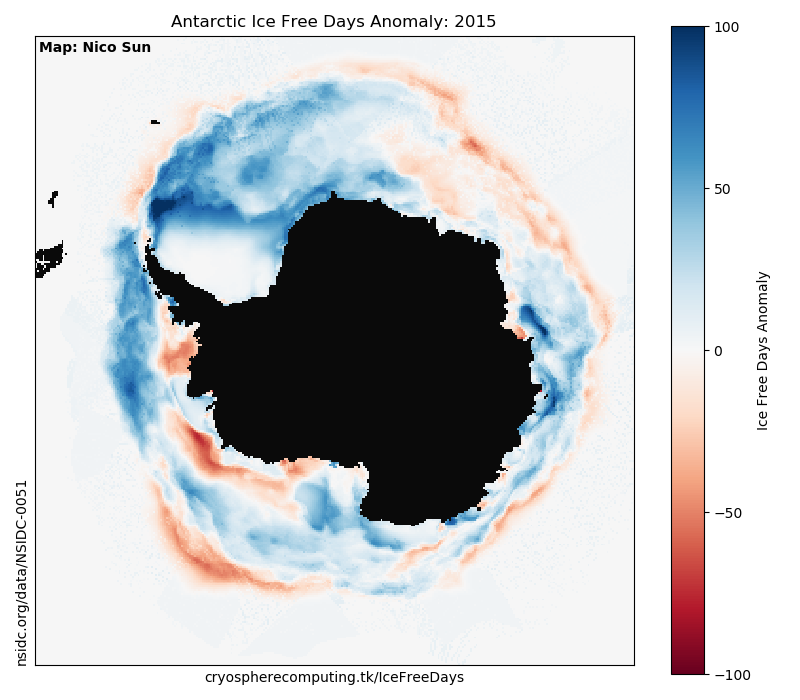 Antarctic Ice Free Days Anomaly: 2015
Map: Nico Sun
100
50
0
−50
−100
Ice Free Days Anomaly
nsidc.org/data/NSIDC-0051
cryospherecomputing.tk/IceFreeDays